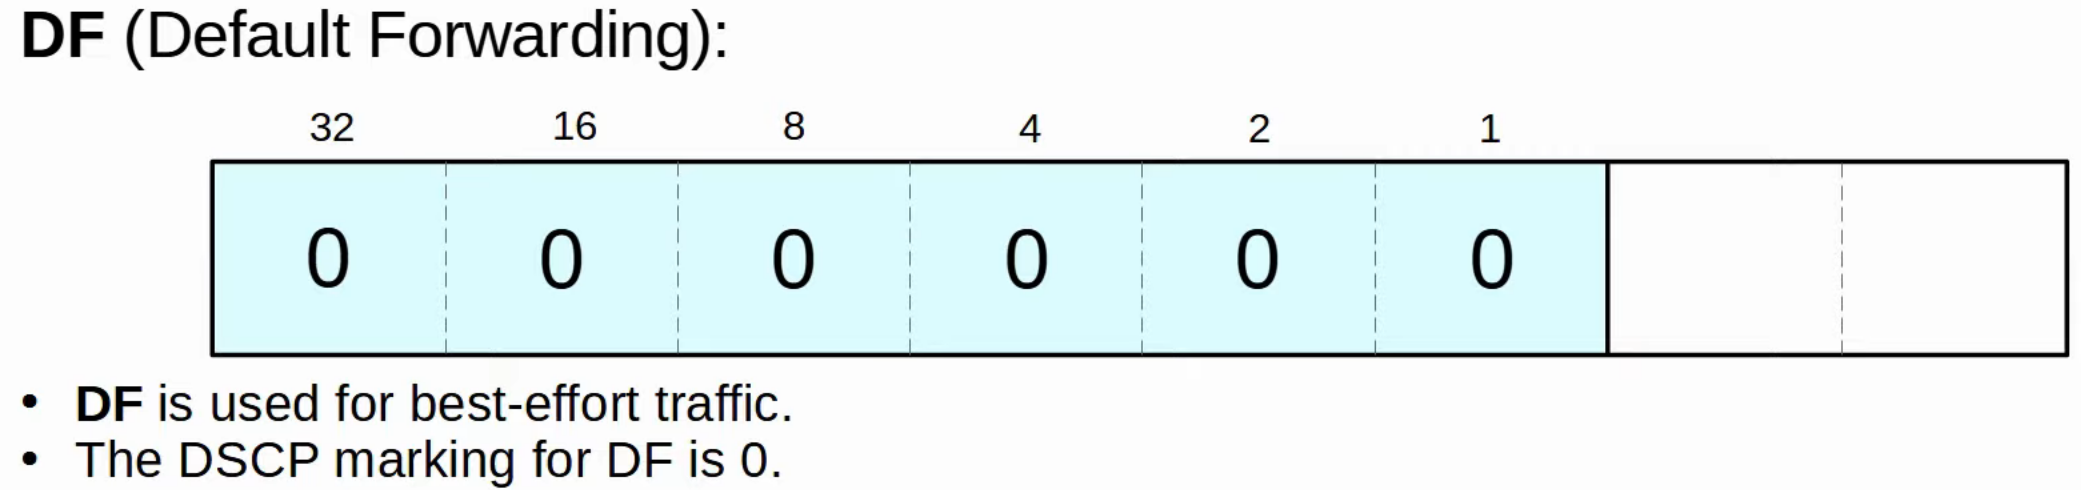 DF (Default Forwarding):
32 16 8 4 2 1
0 0 0 0 0 0
• DF is used for best-effort traffic.
• The DSCP marking for DF is 0.